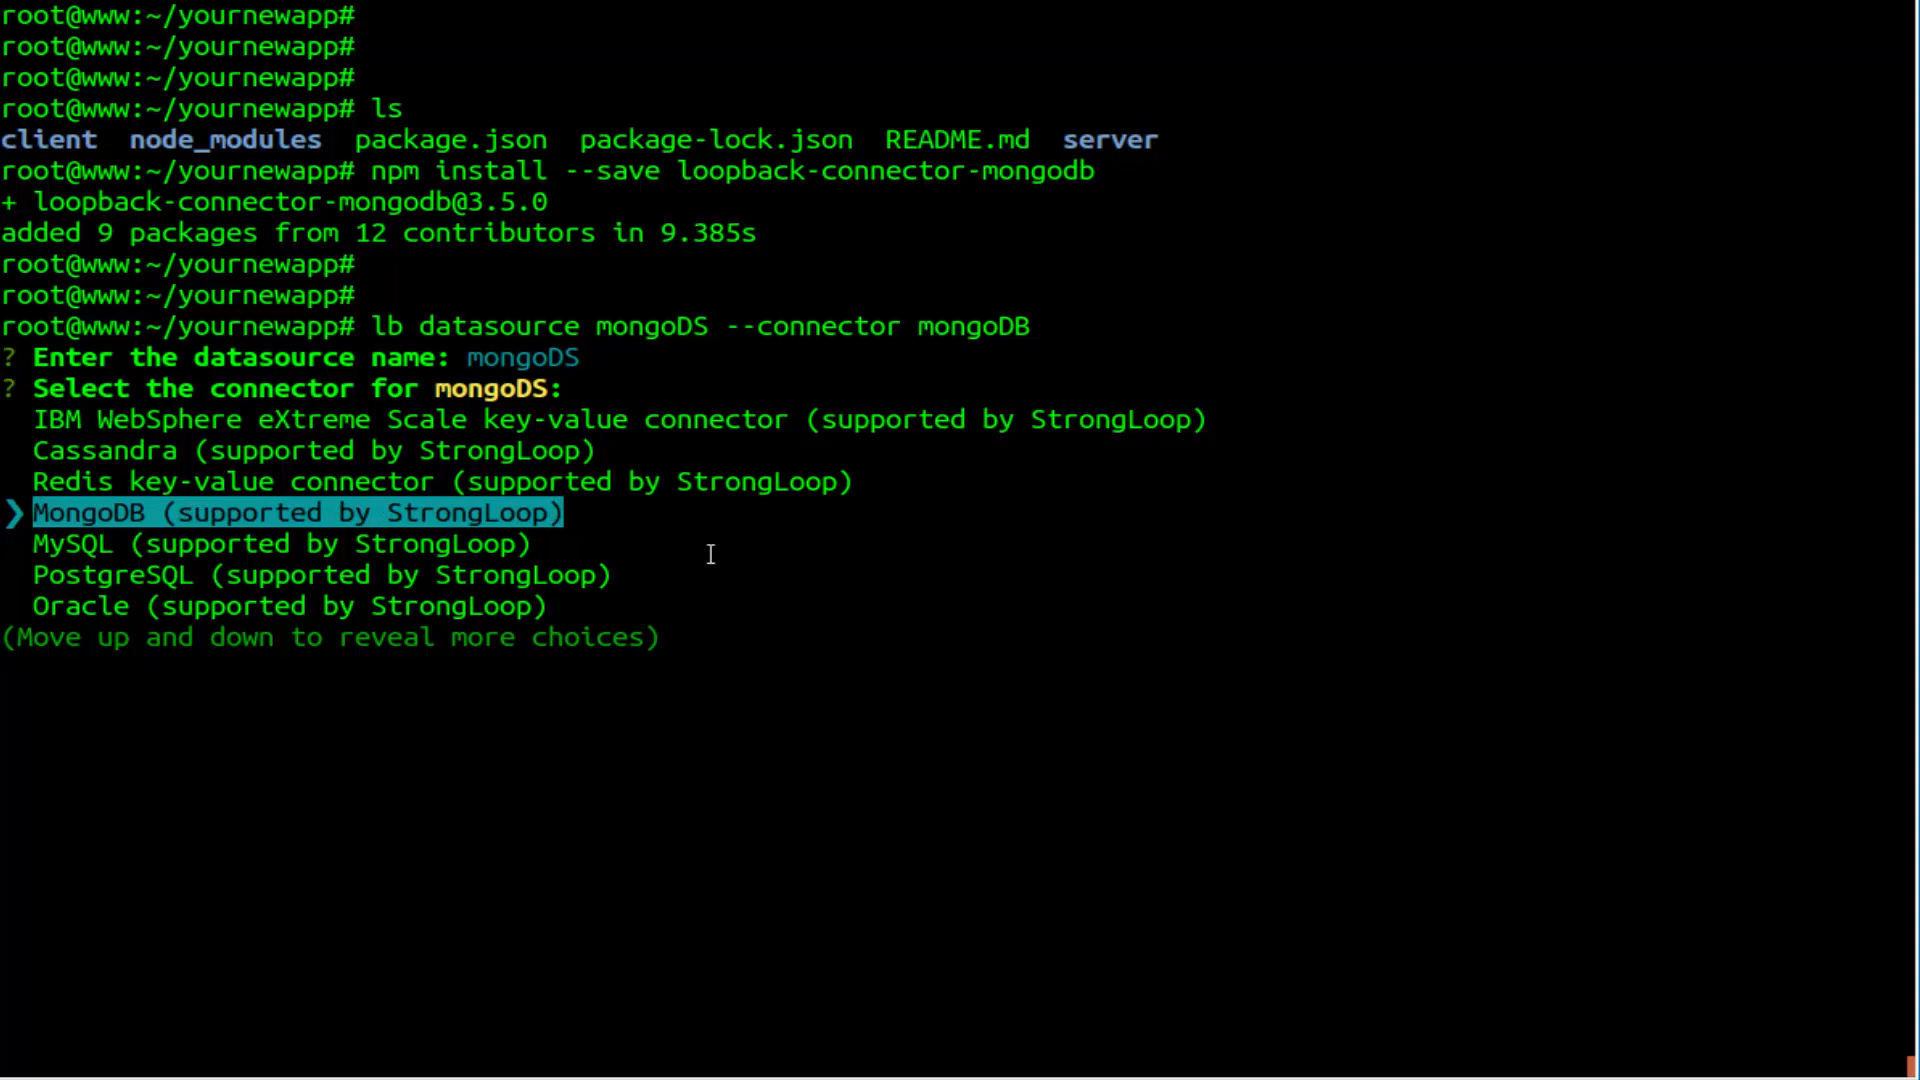 root@www:~/yournewapp#
root@www:~/yournewapp#
root@www:~/yournewapp#
root@www:~/yournewapp# ls
client  node_modules  package.json  package-lock.json  README.md  server
root@www:~/yournewapp# npm install --save loopback-connector-mongodb
+ loopback-connector-mongodb@3.5.0
added 9 packages from 12 contributors in 9.385s
root@www:~/yournewapp#
root@www:~/yournewapp#
root@www:~/yournewapp# lb datasource mongoDS --connector mongoDB
? Enter the datasource name: mongoDS
? Select the connector for mongoDS:
  IBM WebSphere eXtreme Scale key-value connector (supported by StrongLoop)
  Cassandra (supported by StrongLoop)
  Redis key-value connector (supported by StrongLoop)
❯ MongoDB (supported by StrongLoop)
  MySQL (supported by StrongLoop)
  PostgreSQL (supported by StrongLoop)
  Oracle (supported by StrongLoop)
(Move up and down to reveal more choices)